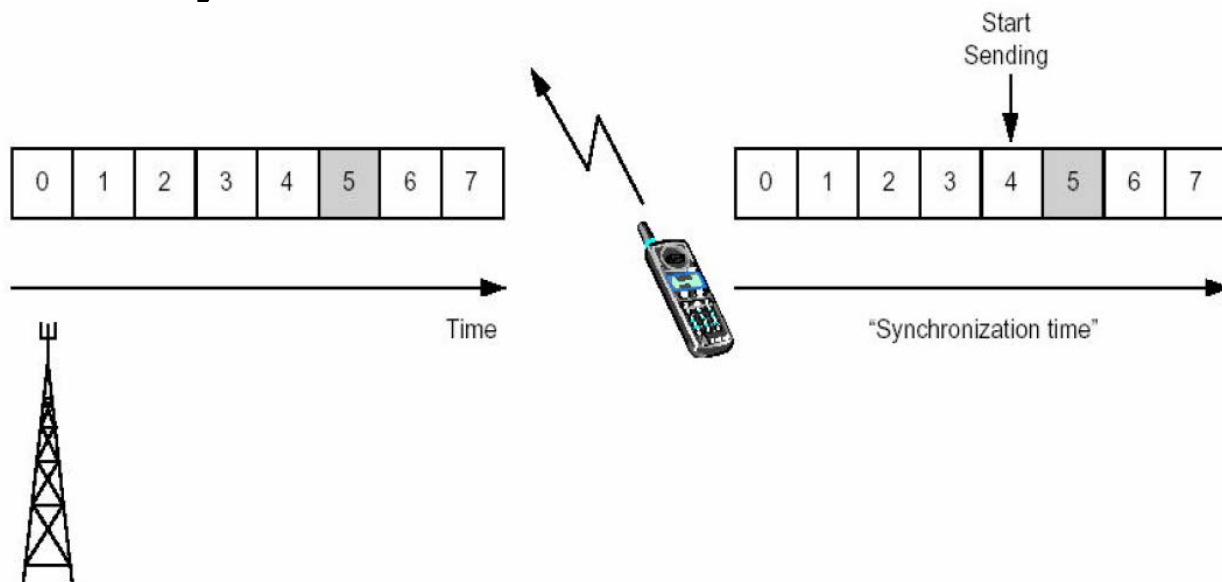 Start
Sending
0 1 2 3 4 5 6 7
0 1 2 3 4 5 6 7
Time
“Synchronization time”